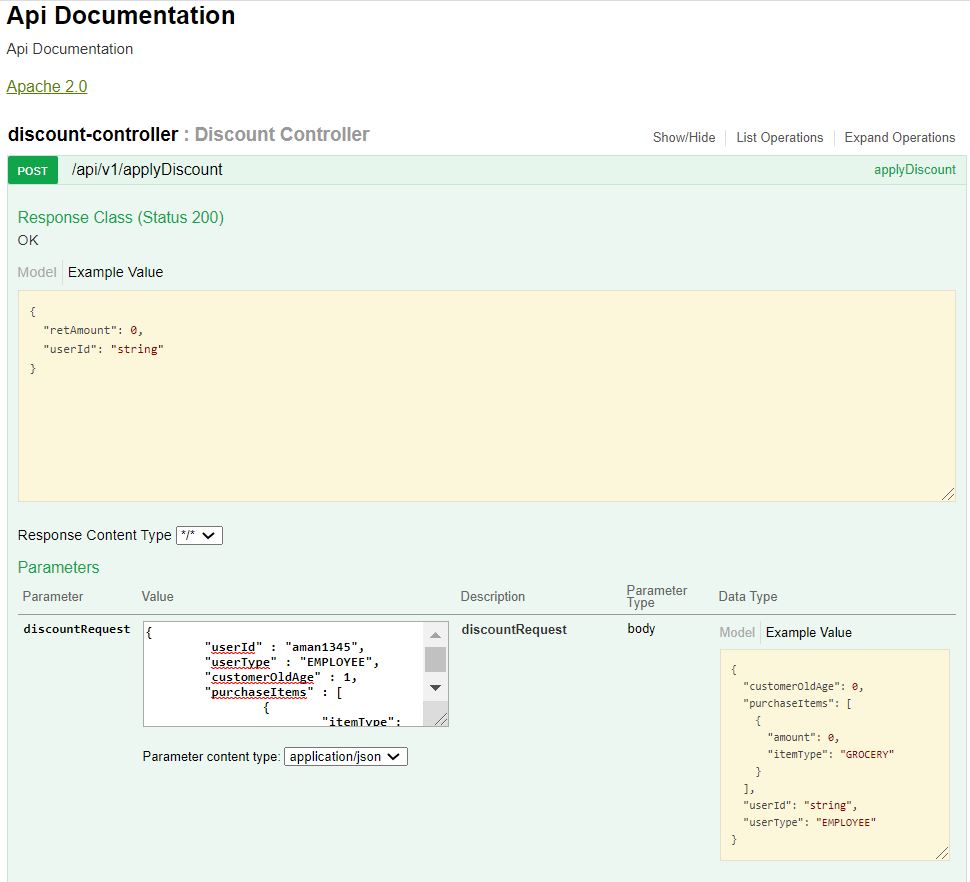 Api Documentation
Api Documentation
Apache 2.0
discount-controller : Discount Controller
Show/Hide
List Operations
Expand Operations
POST
/api/v1/applyDiscount
applyDiscount
Response Class (Status 200)
OK
Model
Example Value
{
"retAmount": 0,
"userId": "string"
}
Response Content Type */*
Parameters
Parameter
Value
Description
Parameter Type
Data Type
discountRequest
{
"userId" : "aman1345",
"userType" : "EMPLOYEE",
"customerOldAge" : 1,
"purchaseItems" : [
{
"itemType":
Parameter content type: application/json
discountRequest
body
Model
Example Value
{
"customerOldAge": 0,
"purchaseItems": [
{
"amount": 0,
"itemType": "GROCERY"
}
],
"userId": "string",
"userType": "EMPLOYEE"
}